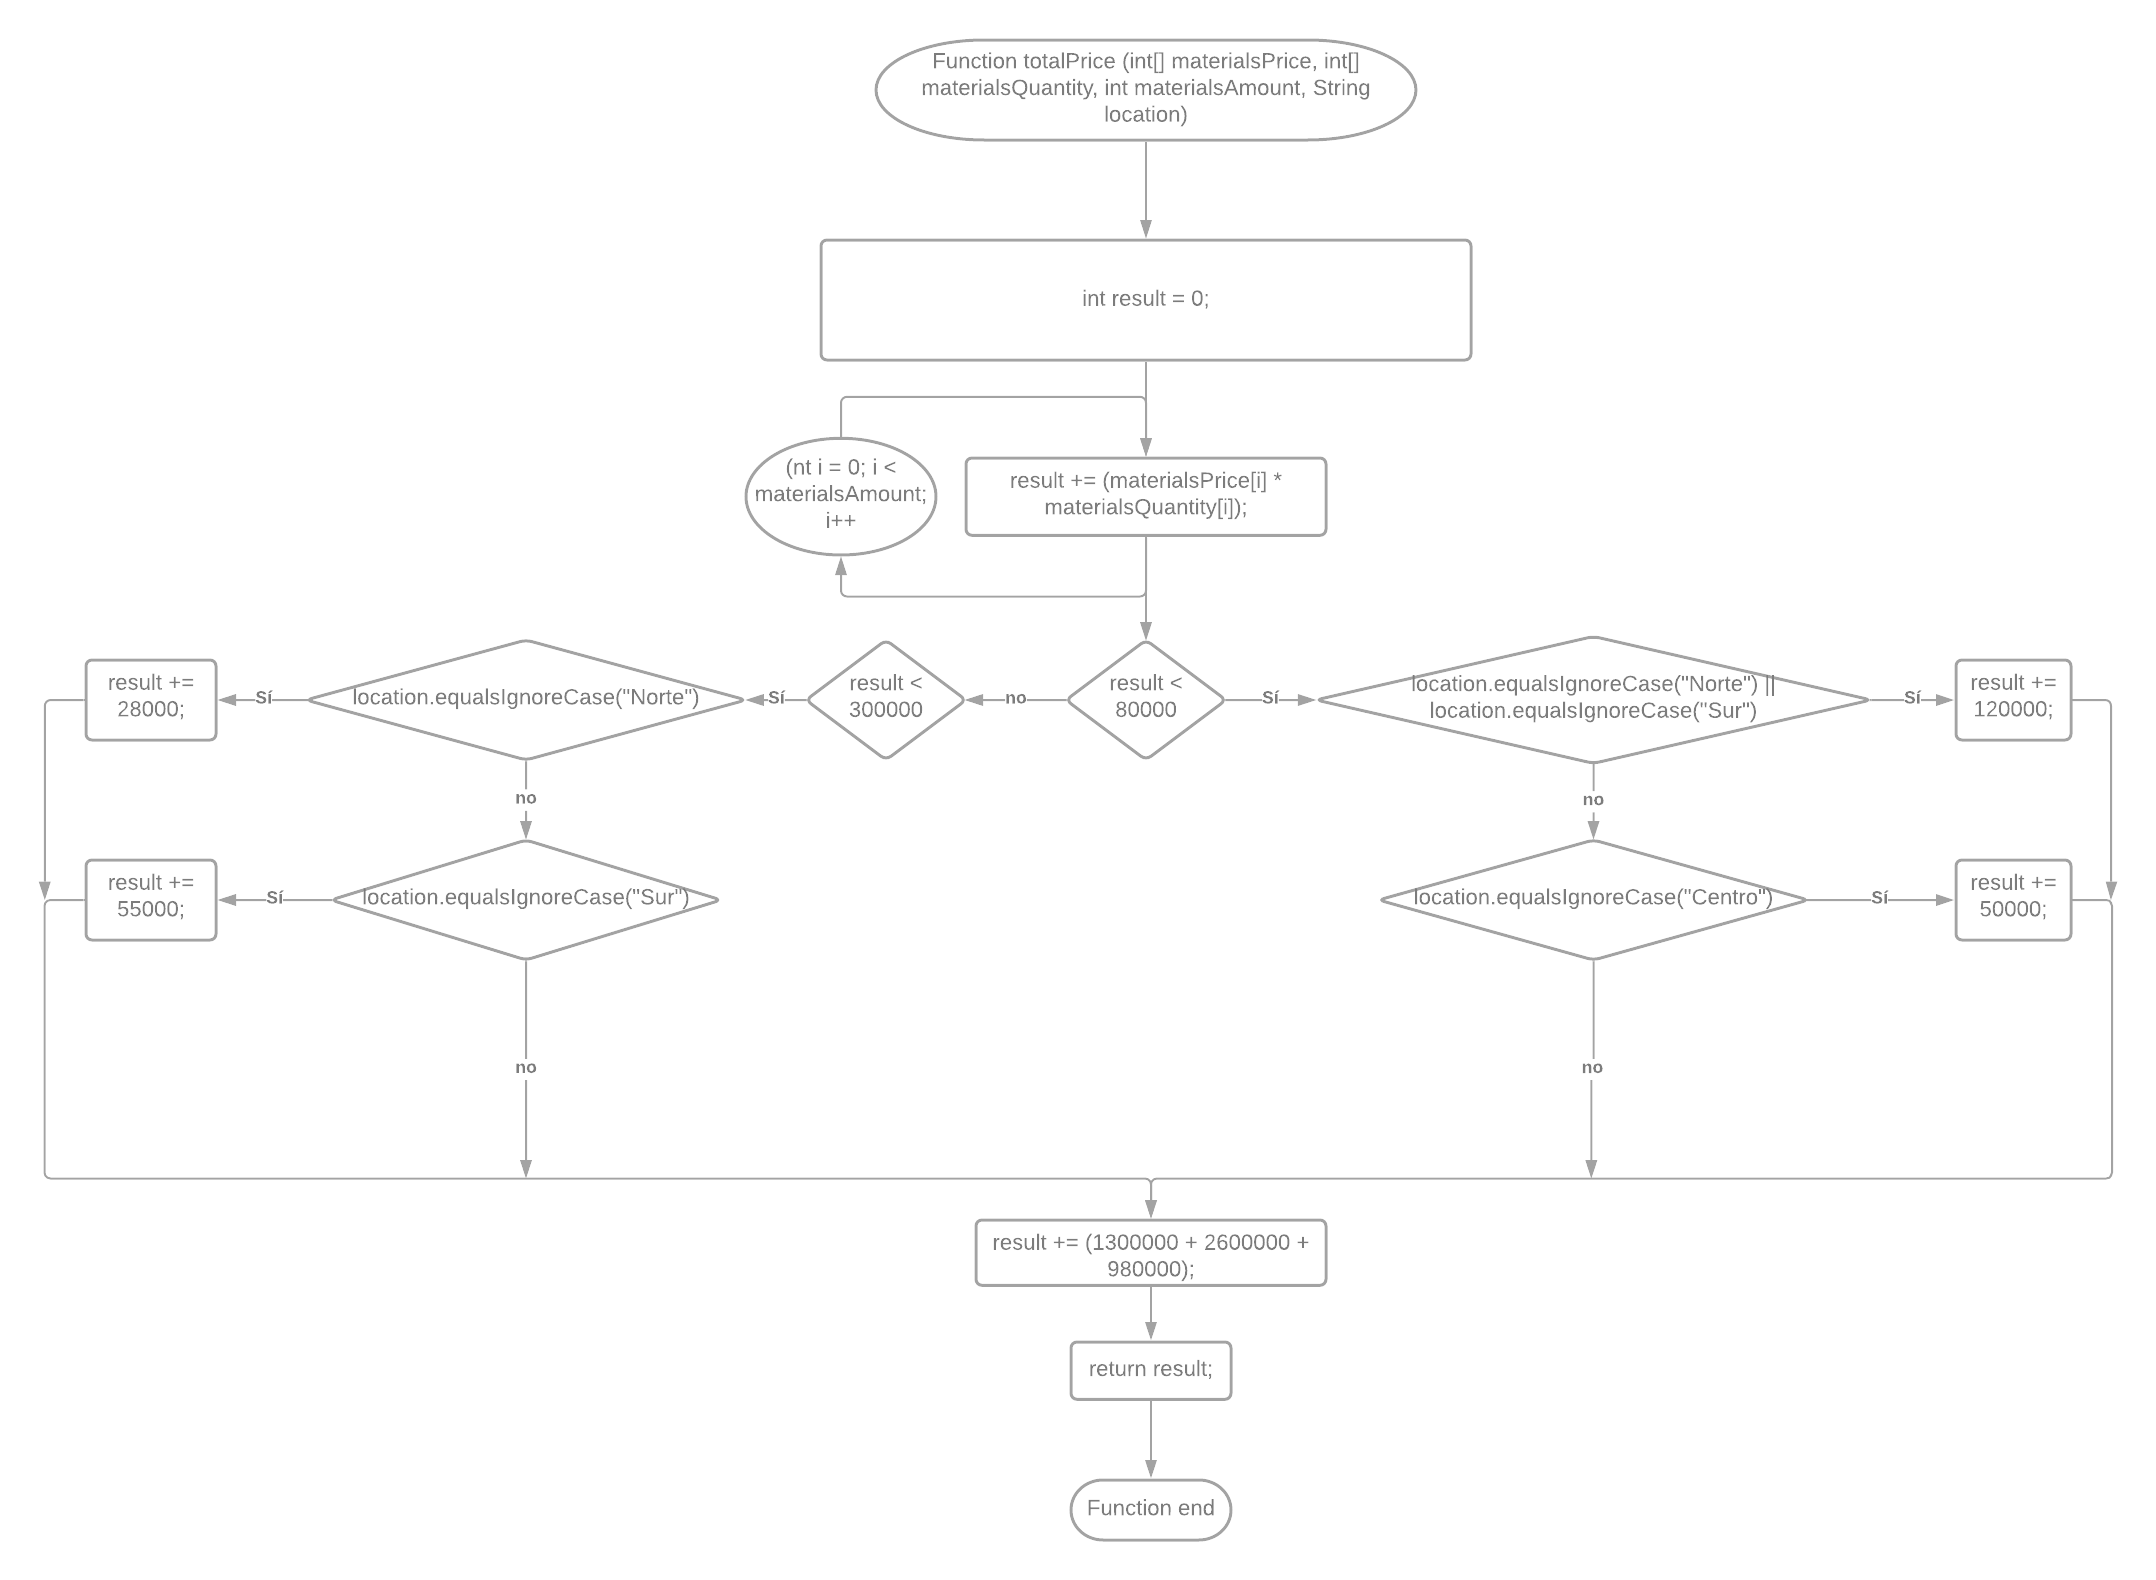 Function totalPrice (int[] materialsPrice, int[]
materialsQuantity, int materialsAmount, String
location)
int result = 0;
(nt i = 0; i <
materialsAmount;
i++
result += (materialsPrice[i] *
materialsQuantity[i]);
result +=
28000;
Sí
location.equalsIgnoreCase("Norte")
Sí
result <
300000
no
result <
80000
Sí
location.equalsIgnoreCase("Norte") ||
location.equalsIgnoreCase("Sur")
Sí
result +=
120000;
no
no
result +=
55000;
Sí
location.equalsIgnoreCase("Sur")
location.equalsIgnoreCase("Centro")
Sí
result +=
50000;
no
no
result += (1300000 + 2600000 +
980000);
return result;
Function end